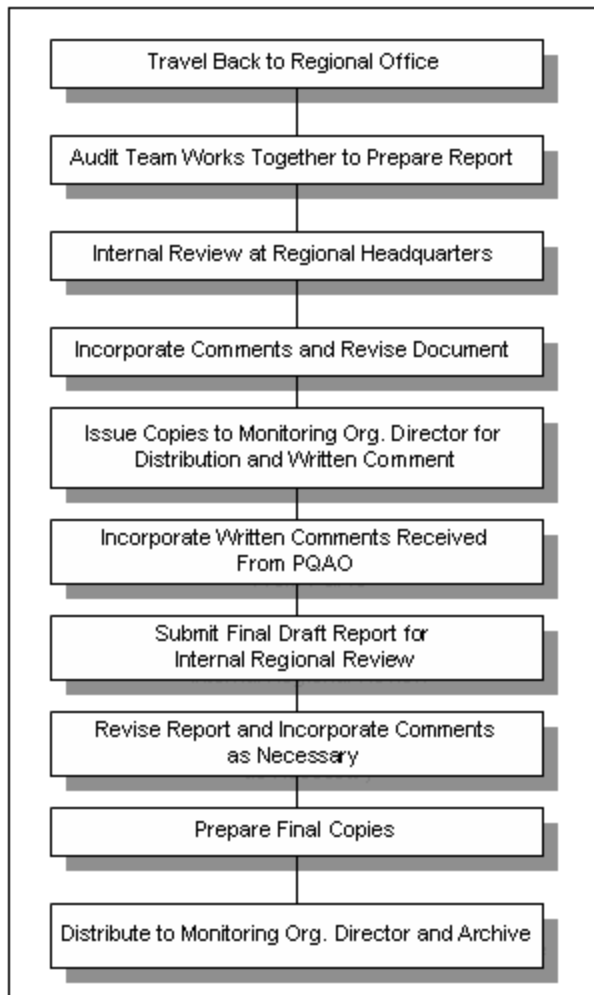 Travel Back to Regional Office
Audit Team Works Together to Prepare Report
Internal Review at Regional Headquarters
Incorporate Comments and Revise Document
Issue Copies to Monitoring Org. Director for
Distribution and Written Comment
Incorporate Written Comments Received
From PQAO
Submit Final Draft Report for
Internal Regional Review
Revise Report and Incorporate Comments
as Necessary
Prepare Final Copies
Distribute to Monitoring Org. Director and Archive